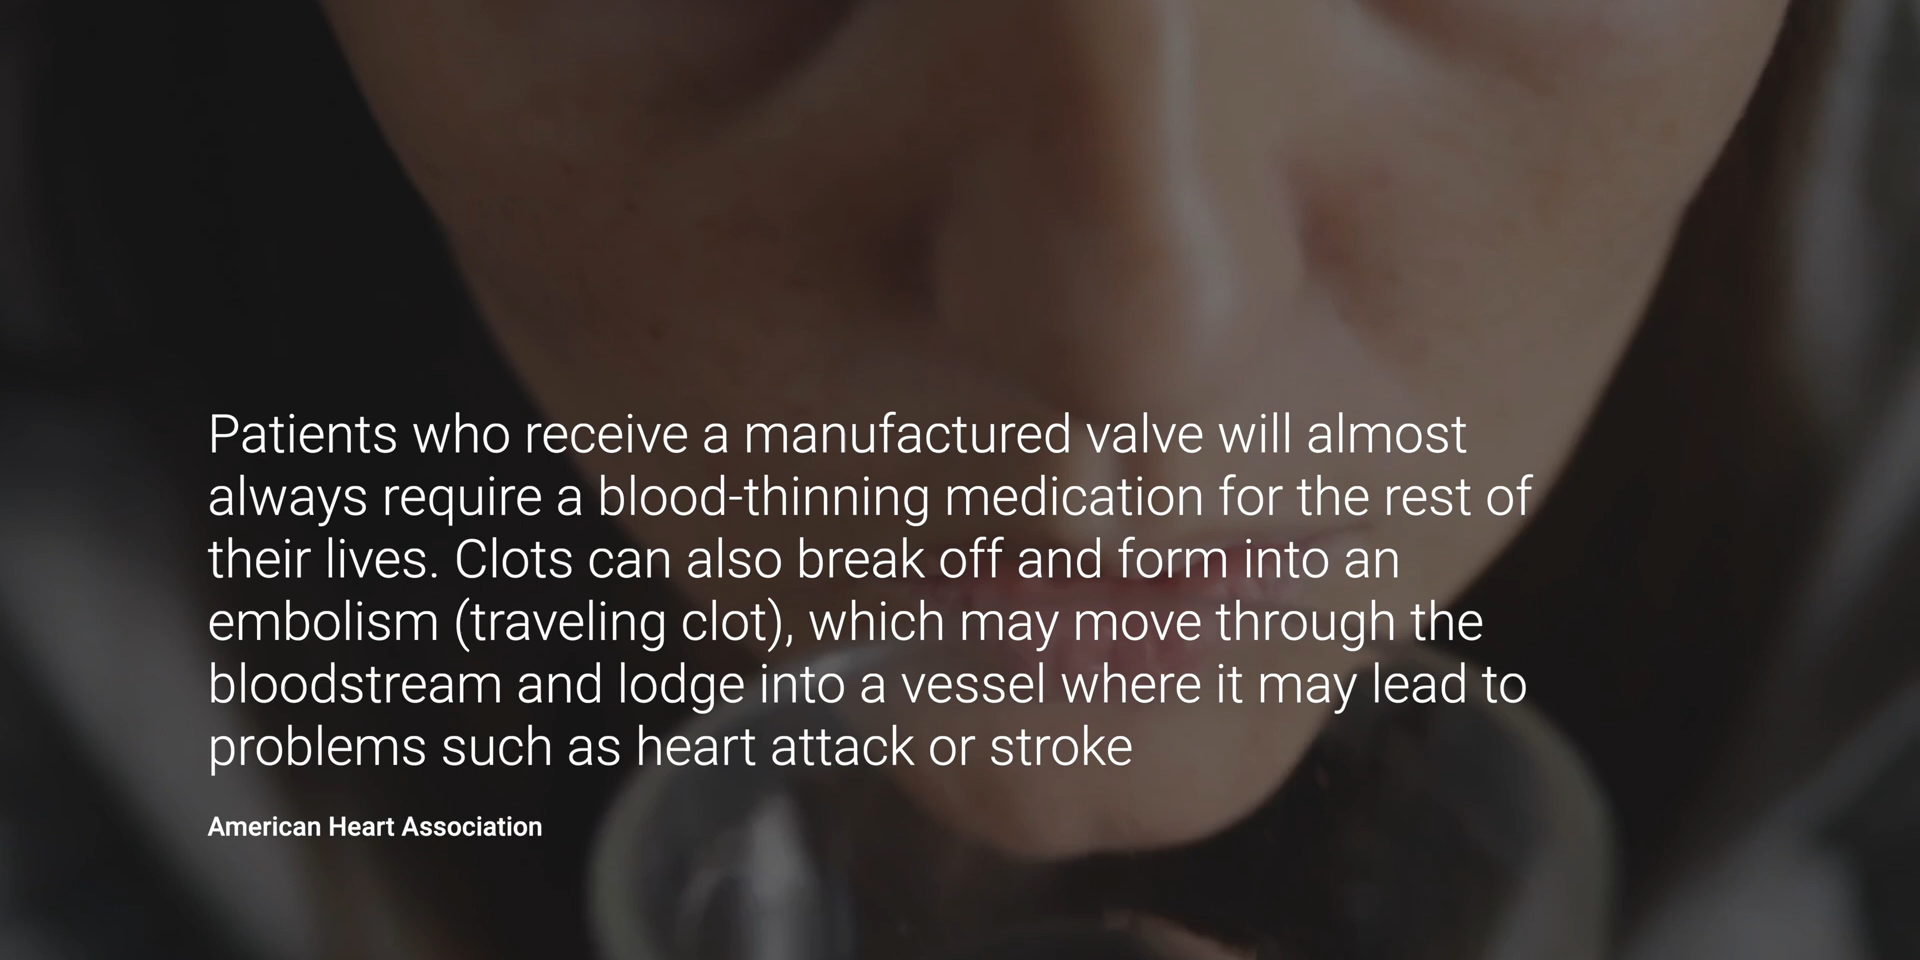 Patients who receive a manufactured valve will almost
always require a blood-thinning medication for the rest of
their lives. Clots can also break off and form into an
embolism (traveling clot), which may move through the
bloodstream and lodge into a vessel where it may lead to
problems such as heart attack or stroke
American Heart Association